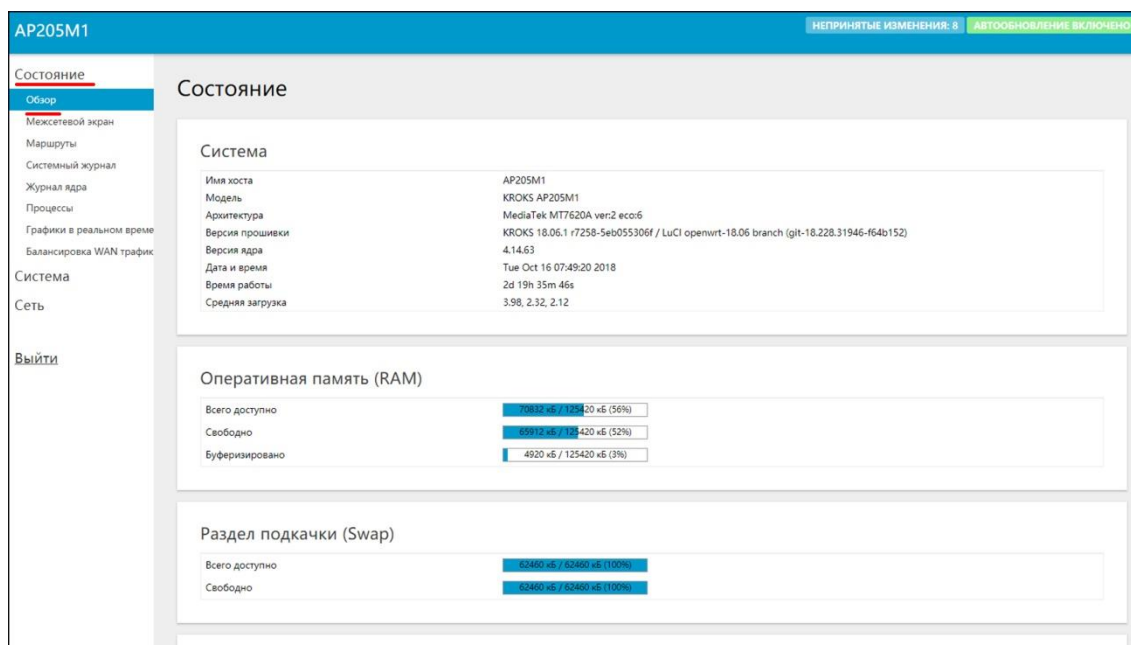 AP205M1
НЕПРИНЯТЫЕ ИЗМЕНЕНИЯ: 8 АВТООБНОВЛЕНИЕ ВКЛЮЧЕНО
Состояние
Обзор
Межсетевой экран
Маршруты
Системный журнал
Журнал ядра
Процессы
Графики в реальном време
Балансировка WAN трафик
Система
Сеть
Выйти
Состояние
Система
Имя хоста AP205M1
Модель KROKS AP205M1
Архитектура MediaTek MT7620A ver:2 eco:6
Версия прошивки KROKS 18.06.1 r7258-5eb055306f / LuCI openwrt-18.06 branch (git-18.228.31946-f64b152)
Версия ядра 4.14.63
Дата и время Tue Oct 16 07:49:20 2018
Время работы 2d 19h 35m 46s
Средняя загрузка 3.98, 2.32, 2.12
Оперативная память (RAM)
Всего доступно 70832 кБ / 125420 кБ (56%)
Свободно 65912 кБ / 125420 кБ (52%)
Буферизировано 4920 кБ / 125420 кБ (3%)
Раздел подкачки (Swap)
Всего доступно 62460 кБ / 62460 кБ (100%)
Свободно 62460 кБ / 62460 кБ (100%)